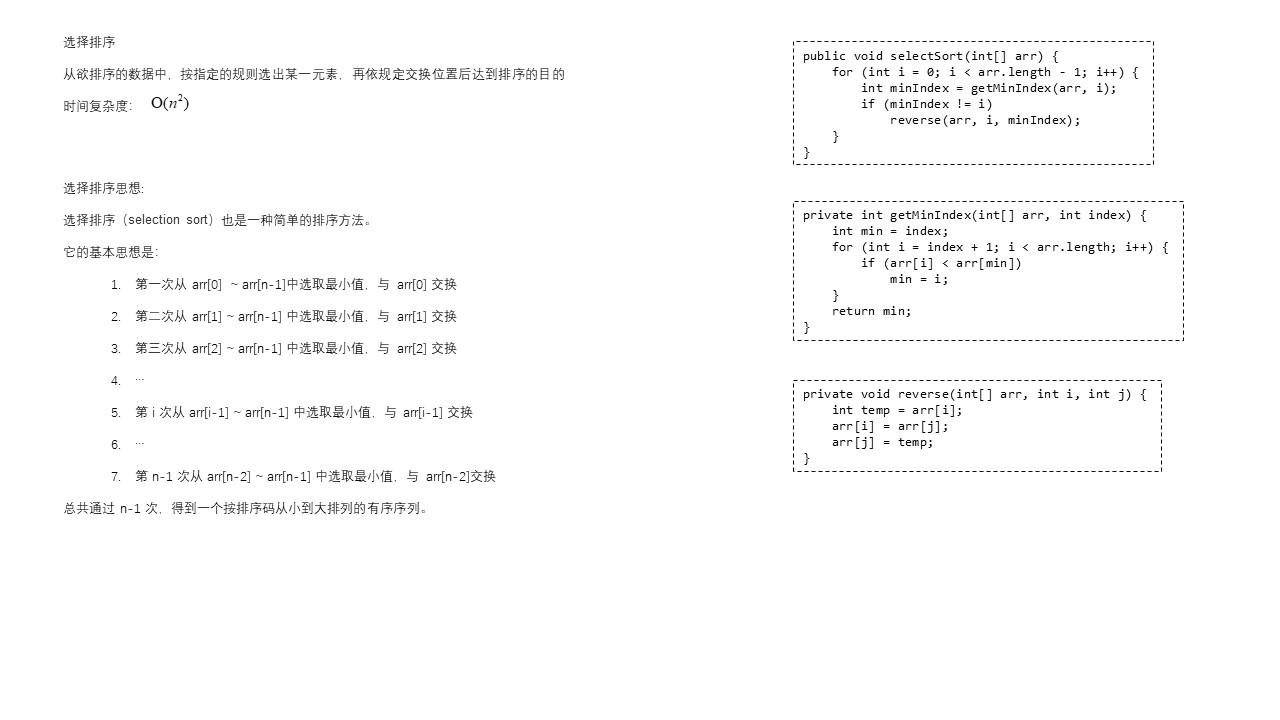 选择排序
从欲排序的数据中，按指定的规则选出某一元素，再依规定交换位置后达到排序的目的
时间复杂度： O(n²)
选择排序思想:
选择排序（selection sort）也是一种简单的排序方法。
它的基本思想是：
1. 第一次从 arr[0] ~ arr[n-1]中选取最小值，与 arr[0] 交换
2. 第二次从 arr[1] ~ arr[n-1] 中选取最小值，与 arr[1] 交换
3. 第三次从 arr[2] ~ arr[n-1] 中选取最小值，与 arr[2] 交换
4. …
5. 第 i 次从 arr[i-1] ~ arr[n-1] 中选取最小值，与 arr[i-1] 交换
6. …
7. 第 n-1 次从 arr[n-2] ~ arr[n-1] 中选取最小值，与 arr[n-2]交换
总共通过 n-1 次，得到一个按排序码从小到大排列的有序序列。
public void selectSort(int[] arr) {
    for (int i = 0; i < arr.length - 1; i++) {
        int minIndex = getMinIndex(arr, i);
        if (minIndex != i)
            reverse(arr, i, minIndex);
    }
}
private int getMinIndex(int[] arr, int index) {
    int min = index;
    for (int i = index + 1; i < arr.length; i++) {
        if (arr[i] < arr[min])
            min = i;
    }
    return min;
}
private void reverse(int[] arr, int i, int j) {
    int temp = arr[i];
    arr[i] = arr[j];
    arr[j] = temp;
}